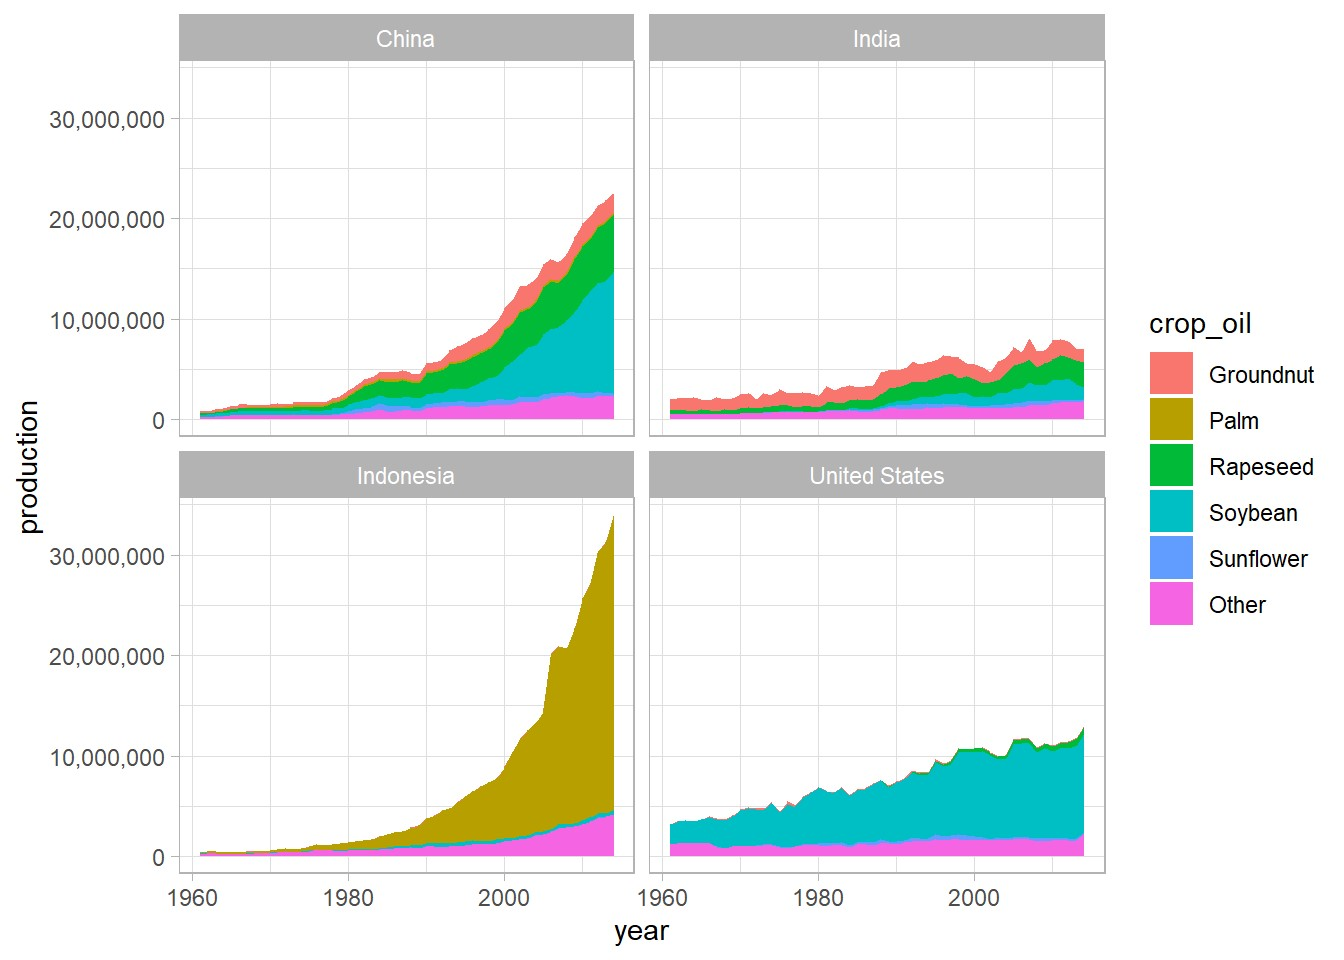 China
India
30,000,000
20,000,000
10,000,000
0
Indonesia
United States
30,000,000
20,000,000
10,000,000
0
1960
1980
2000
1960
1980
2000
year
production
crop_oil
Groundnut
Palm
Rapeseed
Soybean
Sunflower
Other